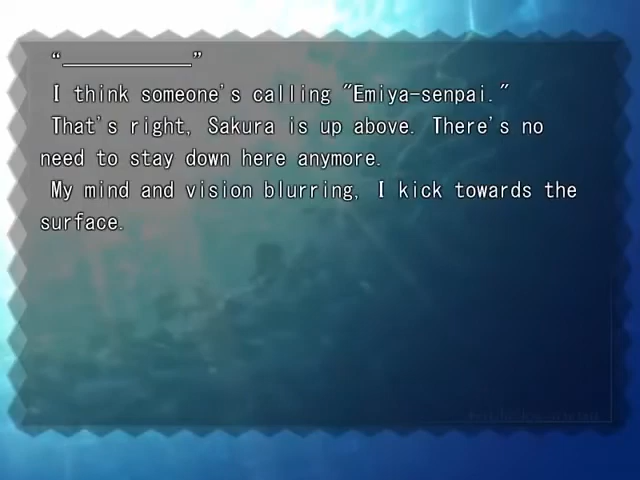 “__________”
I think someone's calling "Emiya-senpai."
That's right, Sakura is up above. There's no
need to stay down here anymore.
My mind and vision blurring, I kick towards the
surface.